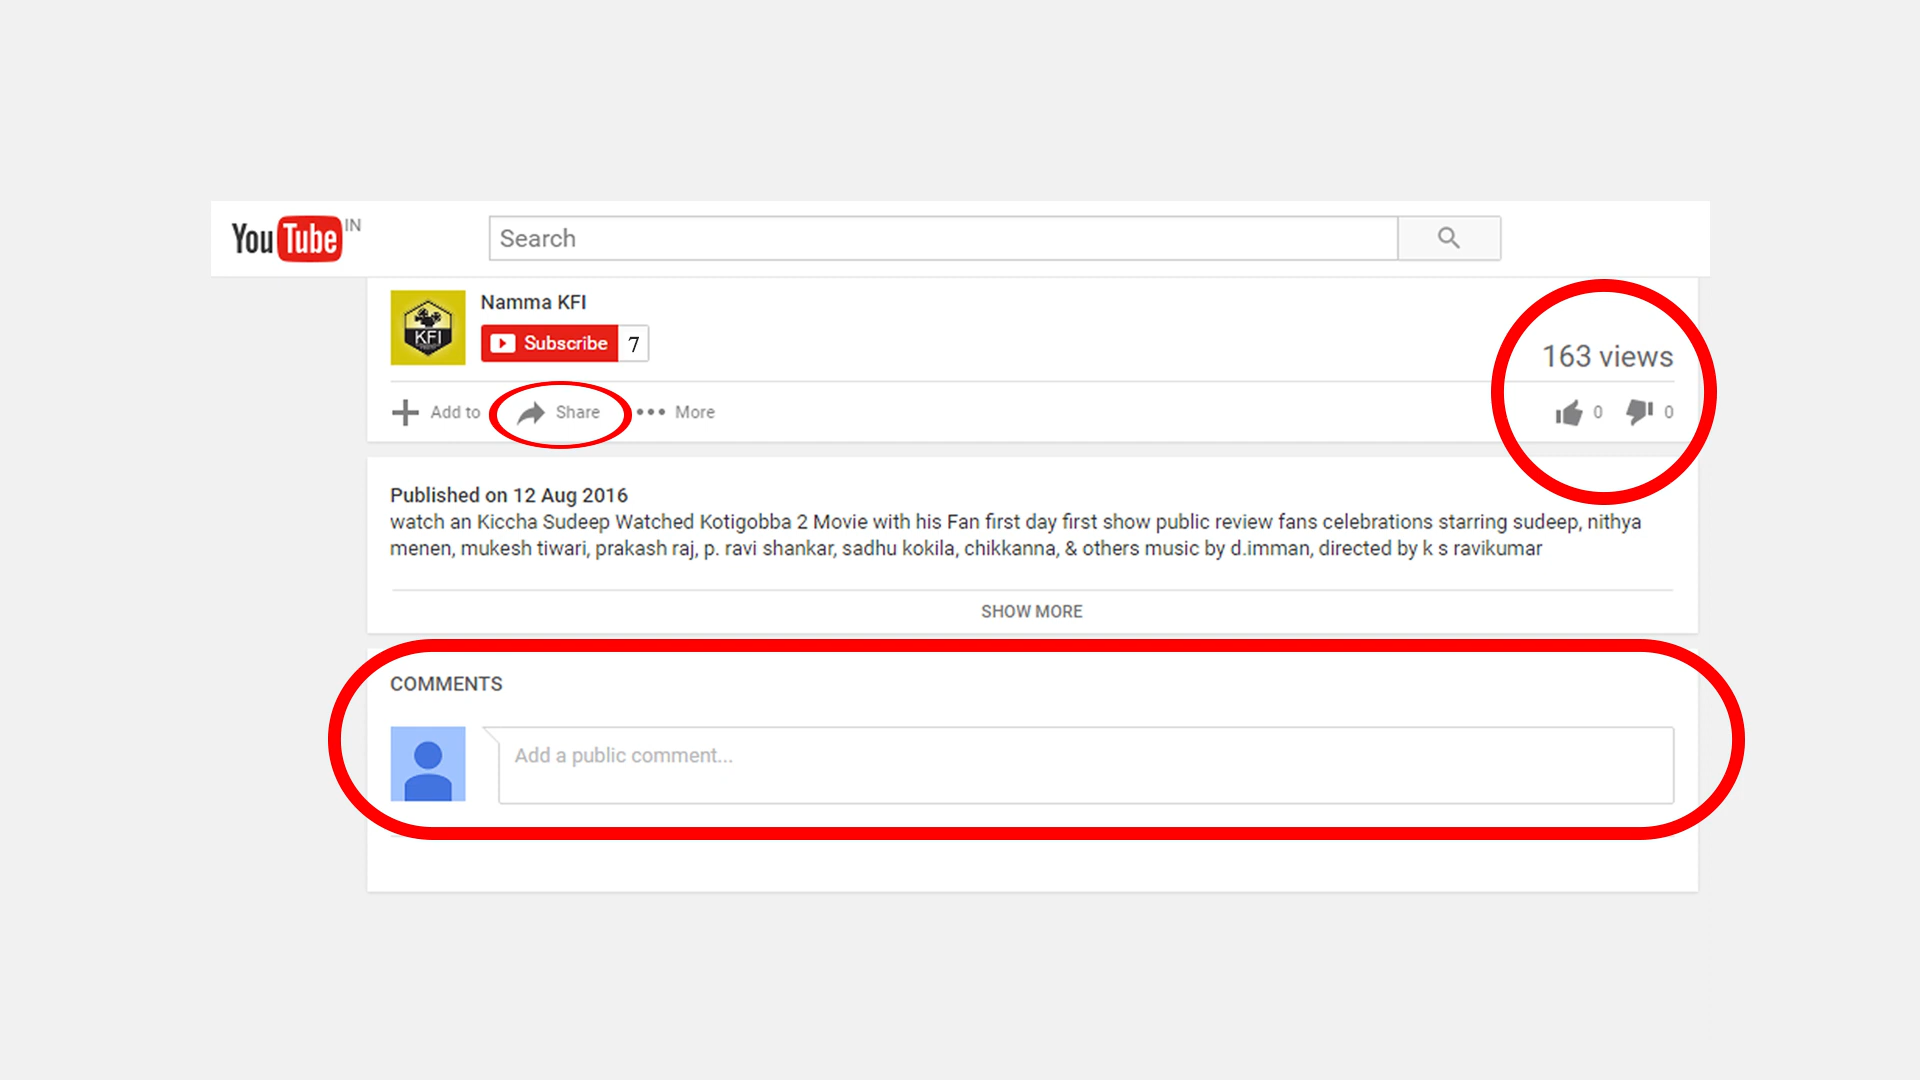 YouTube IN
Search
Namma KFI
KFI
Subscribe 7
163 views
Add to Share More
0 0
Published on 12 Aug 2016
watch an Kiccha Sudeep Watched Kotigobba 2 Movie with his Fan first day first show public review fans celebrations starring sudeep, nithya
menen, mukesh tiwari, prakash raj, p. ravi shankar, sadhu kokila, chikkanna, & others music by d.imman, directed by k s ravikumar
SHOW MORE
COMMENTS
Add a public comment...